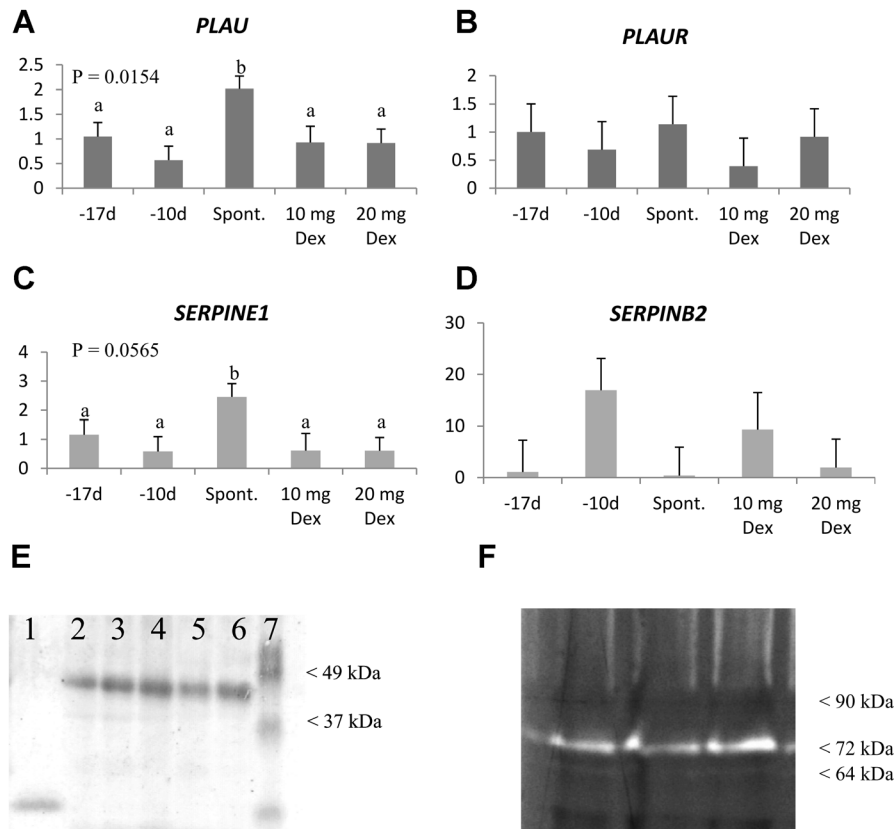 A
PLAU
P = 0.0154
2.5
2
1.5
1
0.5
0
a
a
b
a
a
-17d
-10d
Spont.
10 mg
Dex
20 mg
Dex
B
PLAUR
2
1.5
1
0.5
0
-17d
-10d
Spont.
10 mg
Dex
20 mg
Dex
C
SERPINE1
P = 0.0565
4
3
2
1
0
a
a
b
a
a
-17d
-10d
Spont.
10 mg
Dex
20 mg
Dex
D
SERPINB2
30
20
10
0
-17d
-10d
Spont.
10 mg
Dex
20 mg
Dex
E
1 2 3 4 5 6 7
< 49 kDa
< 37 kDa
F
< 90 kDa
< 72 kDa
< 64 kDa